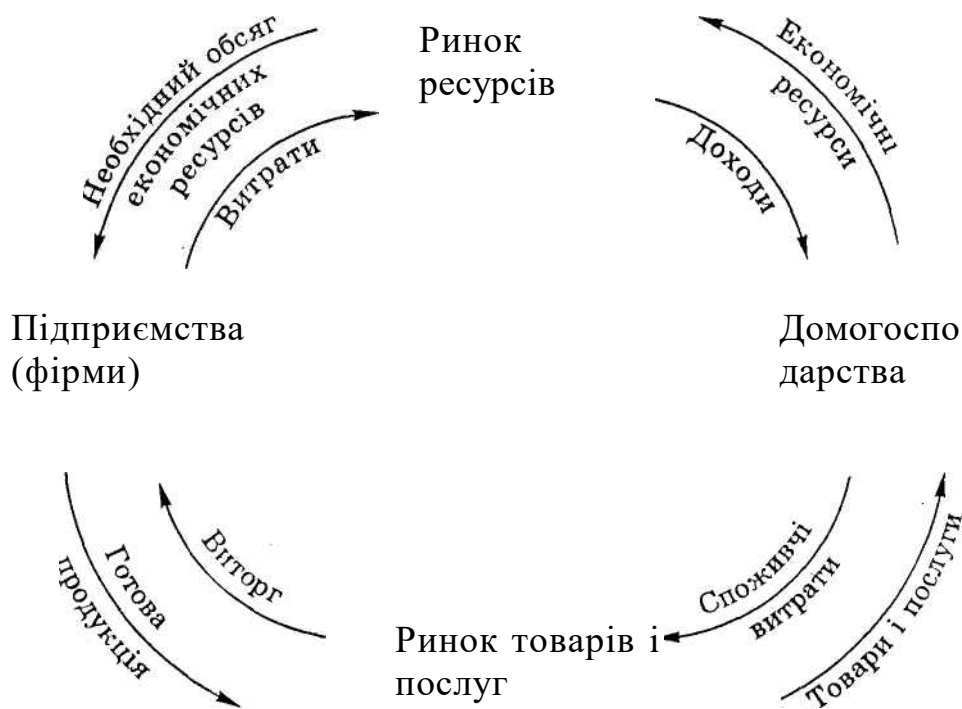 Ринок
ресурсів
Необхідний обсяг
економічних
ресурсів
Витрати
Економічні
ресурси
Доходи
Підприємства
(фірми)
Домогоспо
дарства
Готова
продукція
Виторг
Споживчі
витрати
Товари і послуги
Ринок товарів і
послуг